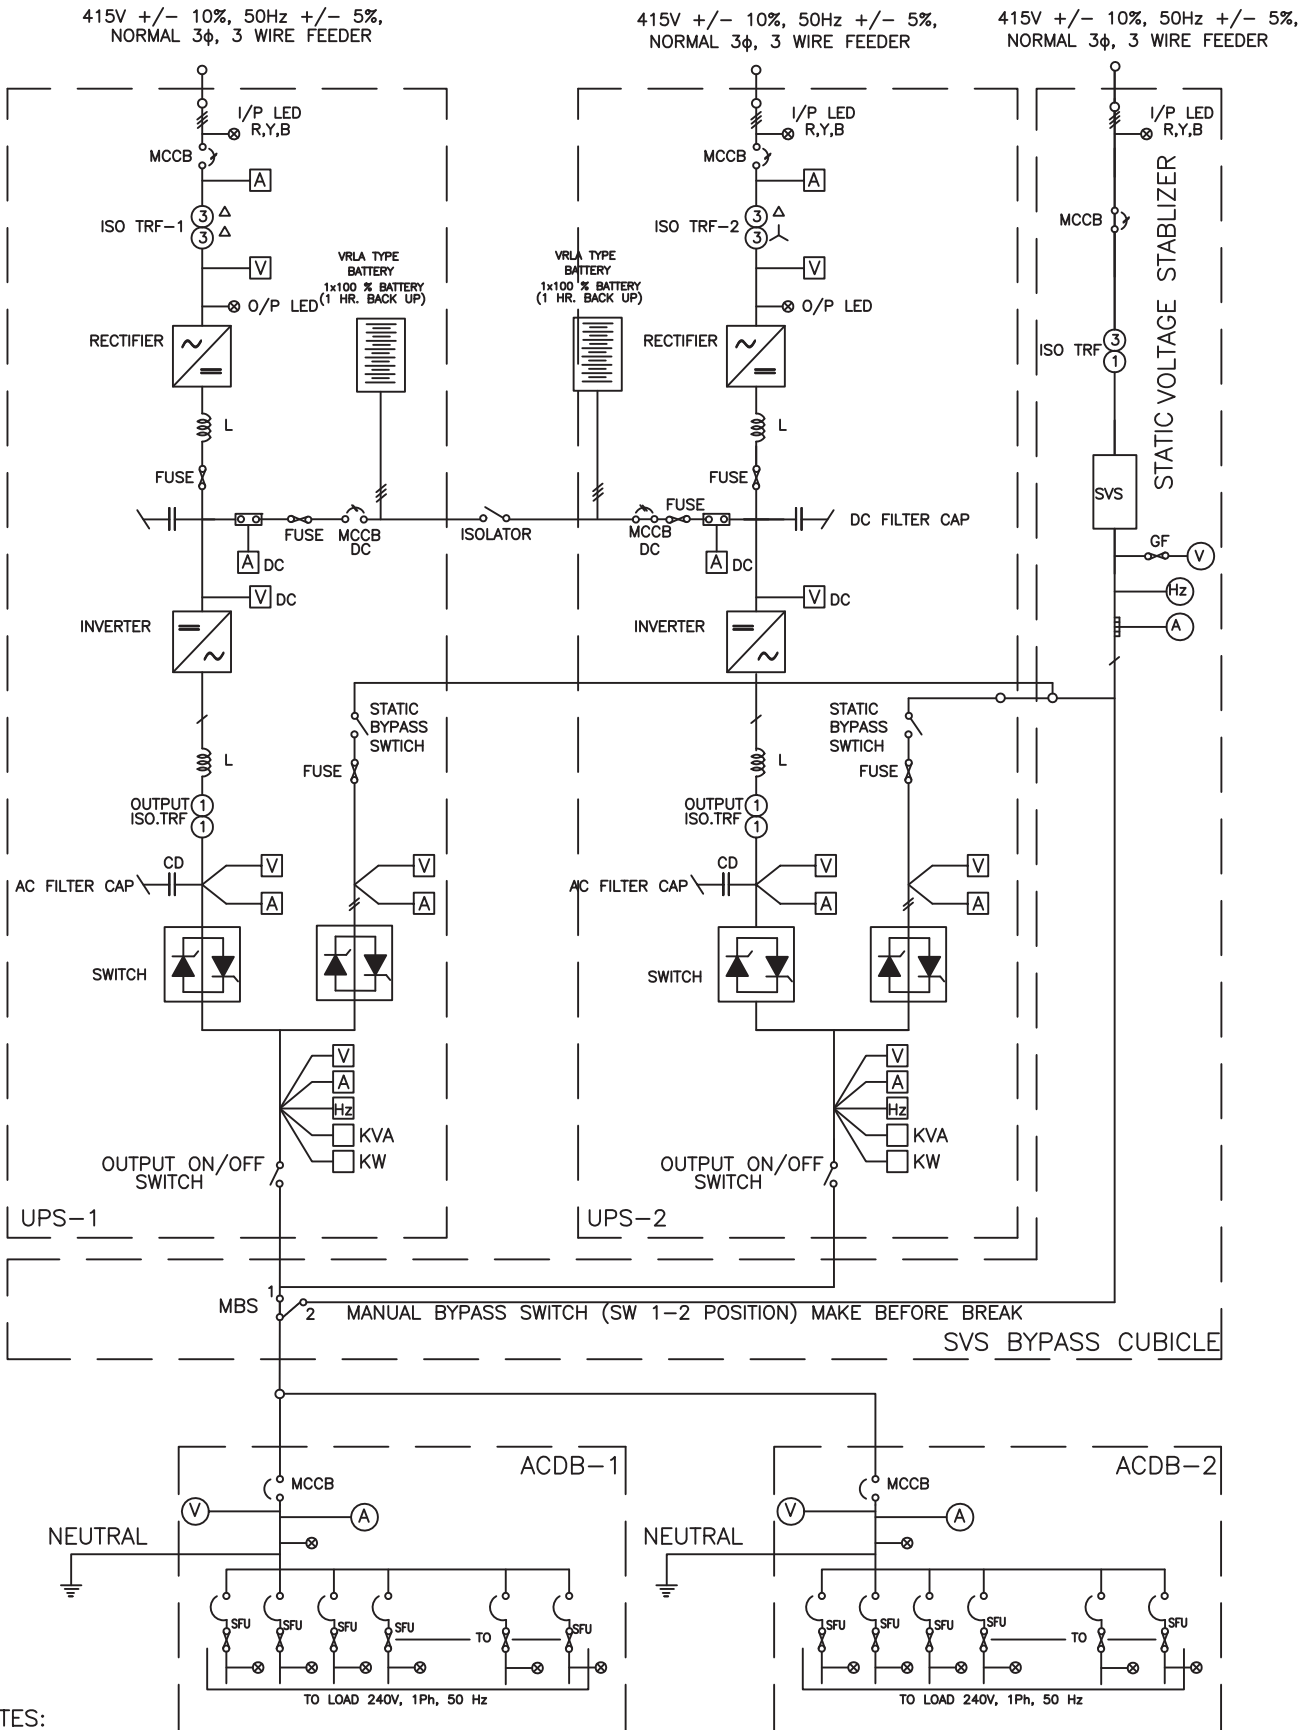 415V +/- 10%, 50Hz +/- 5%,
NORMAL 3φ, 3 WIRE FEEDER
415V +/- 10%, 50Hz +/- 5%,
NORMAL 3φ, 3 WIRE FEEDER
415V +/- 10%, 50Hz +/- 5%,
NORMAL 3φ, 3 WIRE FEEDER
I/P LED
R,Y,B
MCCB
A
ISO TRF-1
3
3
V
O/P LED
VRLA TYPE
BATTERY
1x100 % BATTERY
(1 HR. BACK UP)
RECTIFIER
L
FUSE
FUSE
MCCB
DC
A DC
V DC
ISOLATOR
INVERTER
STATIC
BYPASS
SWTICH
L
FUSE
OUTPUT
ISO.TRF
1
1
CD
AC FILTER CAP
V
A
V
A
SWITCH
V
A
Hz
KVA
KW
OUTPUT ON/OFF
SWITCH
UPS-1
I/P LED
R,Y,B
MCCB
A
ISO TRF-2
3
3
V
O/P LED
VRLA TYPE
BATTERY
1x100 % BATTERY
(1 HR. BACK UP)
RECTIFIER
L
FUSE
FUSE
MCCB
DC
A DC
DC FILTER CAP
V DC
INVERTER
STATIC
BYPASS
SWTICH
L
FUSE
OUTPUT
ISO.TRF
1
1
CD
AC FILTER CAP
V
A
V
A
SWITCH
V
A
Hz
KVA
KW
OUTPUT ON/OFF
SWITCH
UPS-2
I/P LED
R,Y,B
MCCB
STATIC VOLTAGE STABLIZER
ISO TRF
3
1
SVS
GF
V
Hz
A
MBS
1
2
MANUAL BYPASS SWITCH (SW 1-2 POSITION) MAKE BEFORE BREAK
SVS BYPASS CUBICLE
ACDB-1
MCCB
V
A
NEUTRAL
SFU
SFU
SFU
SFU
TO
SFU
TO LOAD 240V, 1Ph, 50 Hz
ACDB-2
MCCB
V
A
NEUTRAL
SFU
SFU
SFU
SFU
TO
SFU
TO LOAD 240V, 1Ph, 50 Hz
TES: